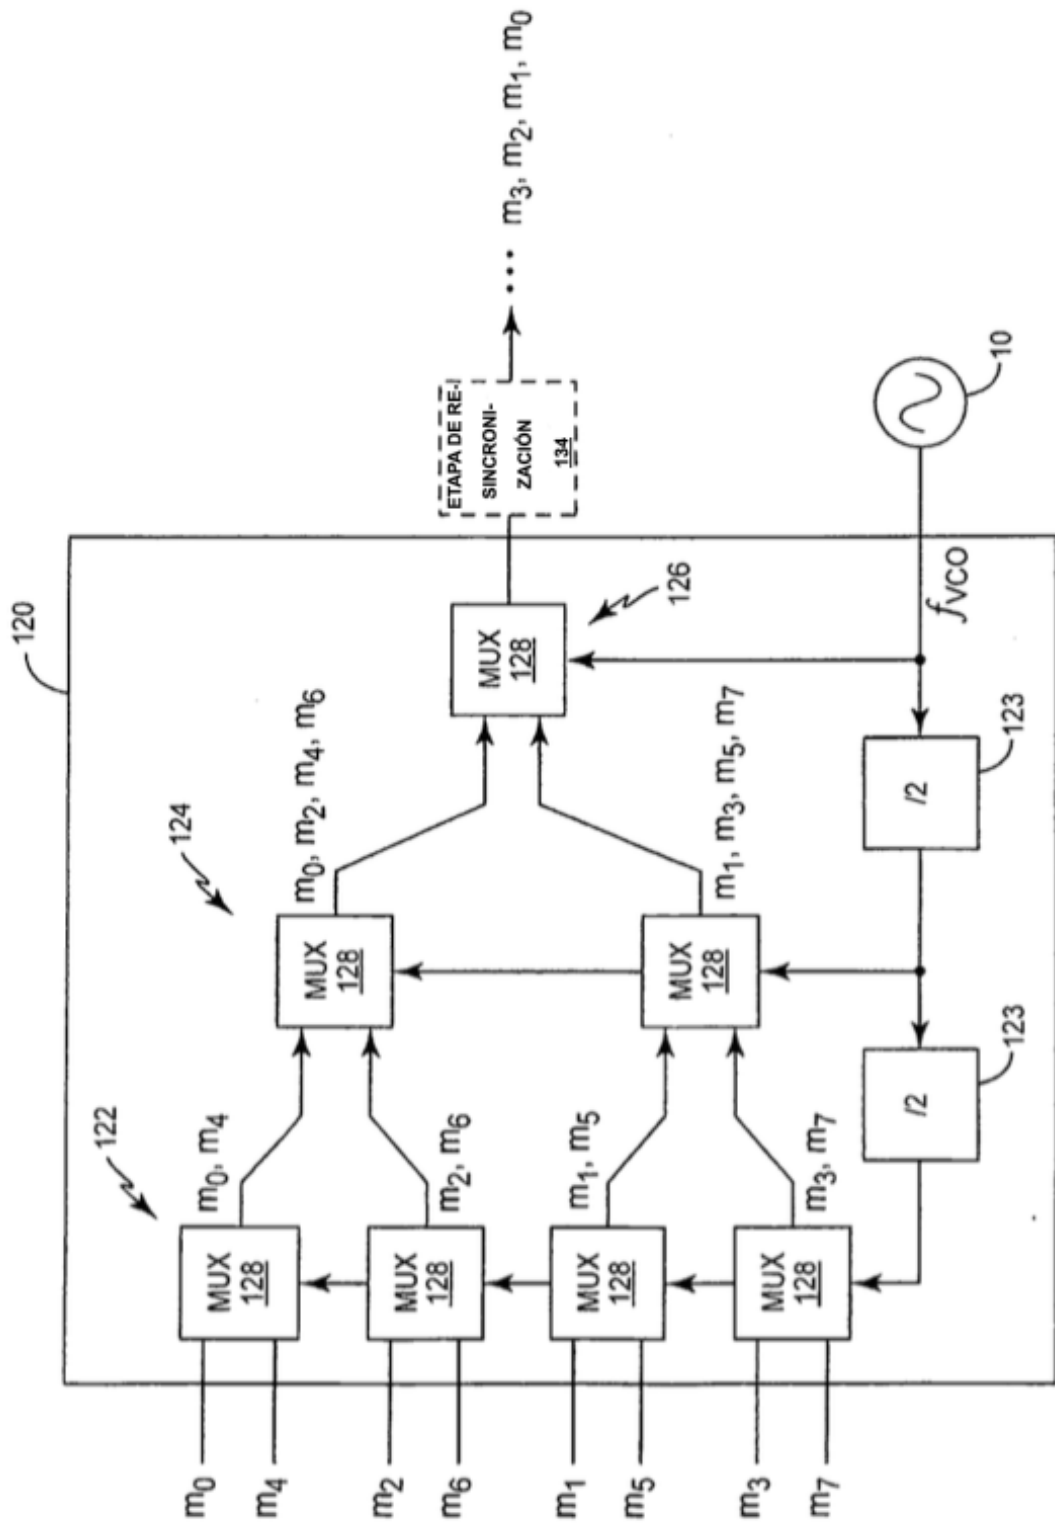 120
122
124
126
m0
m4
m2
m6
m1
m5
m3
m7
MUX
128
MUX
128
MUX
128
MUX
128
m0, m4
m2, m6
m1, m5
m3, m7
MUX
128
MUX
128
m0, m2, m4, m6
m1, m3, m5, m7
MUX
128
ETAPA DE RE-
SINCRONI-
ZACIÓN
134
••• m3, m2, m1, m0
/2
123
/2
123
fVCO
10